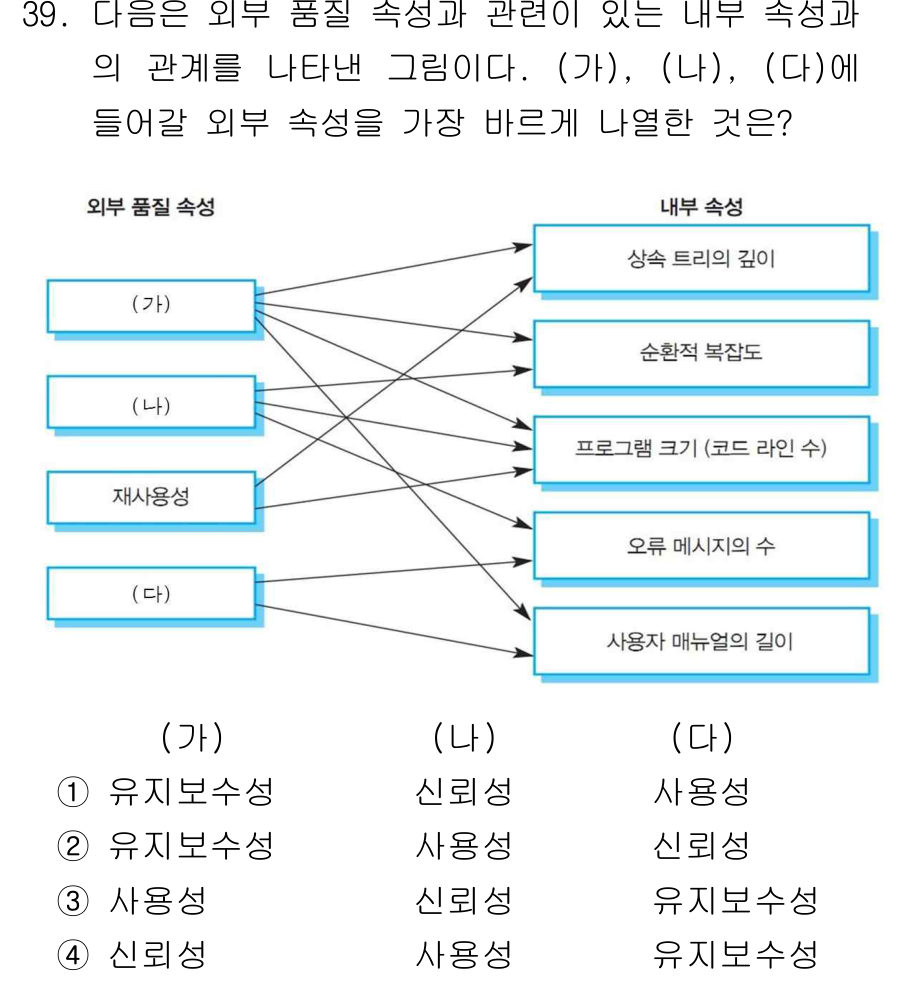 39. 다음은 외부 품질 속성과 관련이 있는 내부 속성과
의 관계를 나타낸 그림이다. (가), (나), (다)에
들어갈 외부 속성을 가장 바르게 나열한 것은?
외부 품질 속성
내부 속성
(가)
(나)
재사용성
(다)
상속 트리의 깊이
순환적 복잡도
프로그램 크기 (코드 라인 수)
오류 메시지의 수
사용자 매뉴얼의 길이
(가) (나) (다)
① 유지보수성 신뢰성 사용성
② 유지보수성 사용성 신뢰성
③ 사용성 신뢰성 유지보수성
④ 신뢰성 사용성 유지보수성